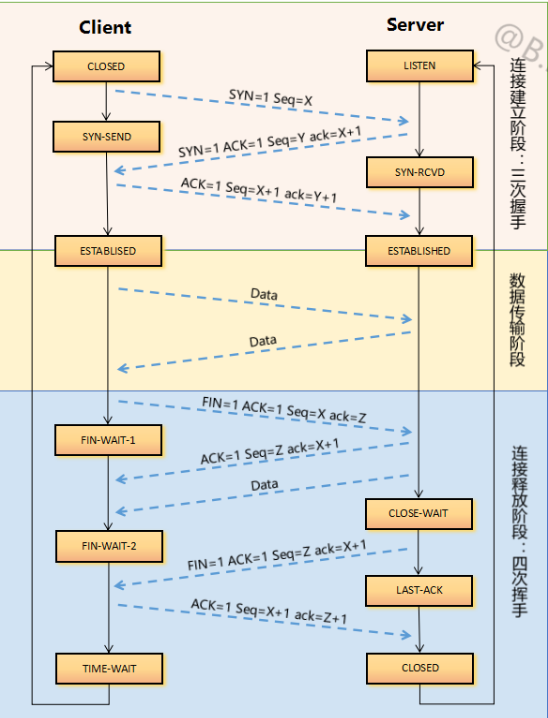 Client
Server
@B.
CLOSED
LISTEN
SYN=1 Seq=X
SYN-SEND
SYN=1 ACK=1 Seq=Y ack=X+1
SYN-RCVD
ACK=1 Seq=X+1 ack=Y+1
ESTABLISED
ESTABLISHED
连接建立阶段：三次握手
Data
Data
数据传输阶段
FIN=1 ACK=1 Seq=X ack=Z
FIN-WAIT-1
ACK=1 Seq=Z ack=X+1
Data
CLOSE-WAIT
FIN-WAIT-2
FIN=1 ACK=1 Seq=Z ack=X+1
LAST-ACK
ACK=1 Seq=X+1 ack=Z+1
TIME-WAIT
CLOSED
连接释放阶段：四次挥手